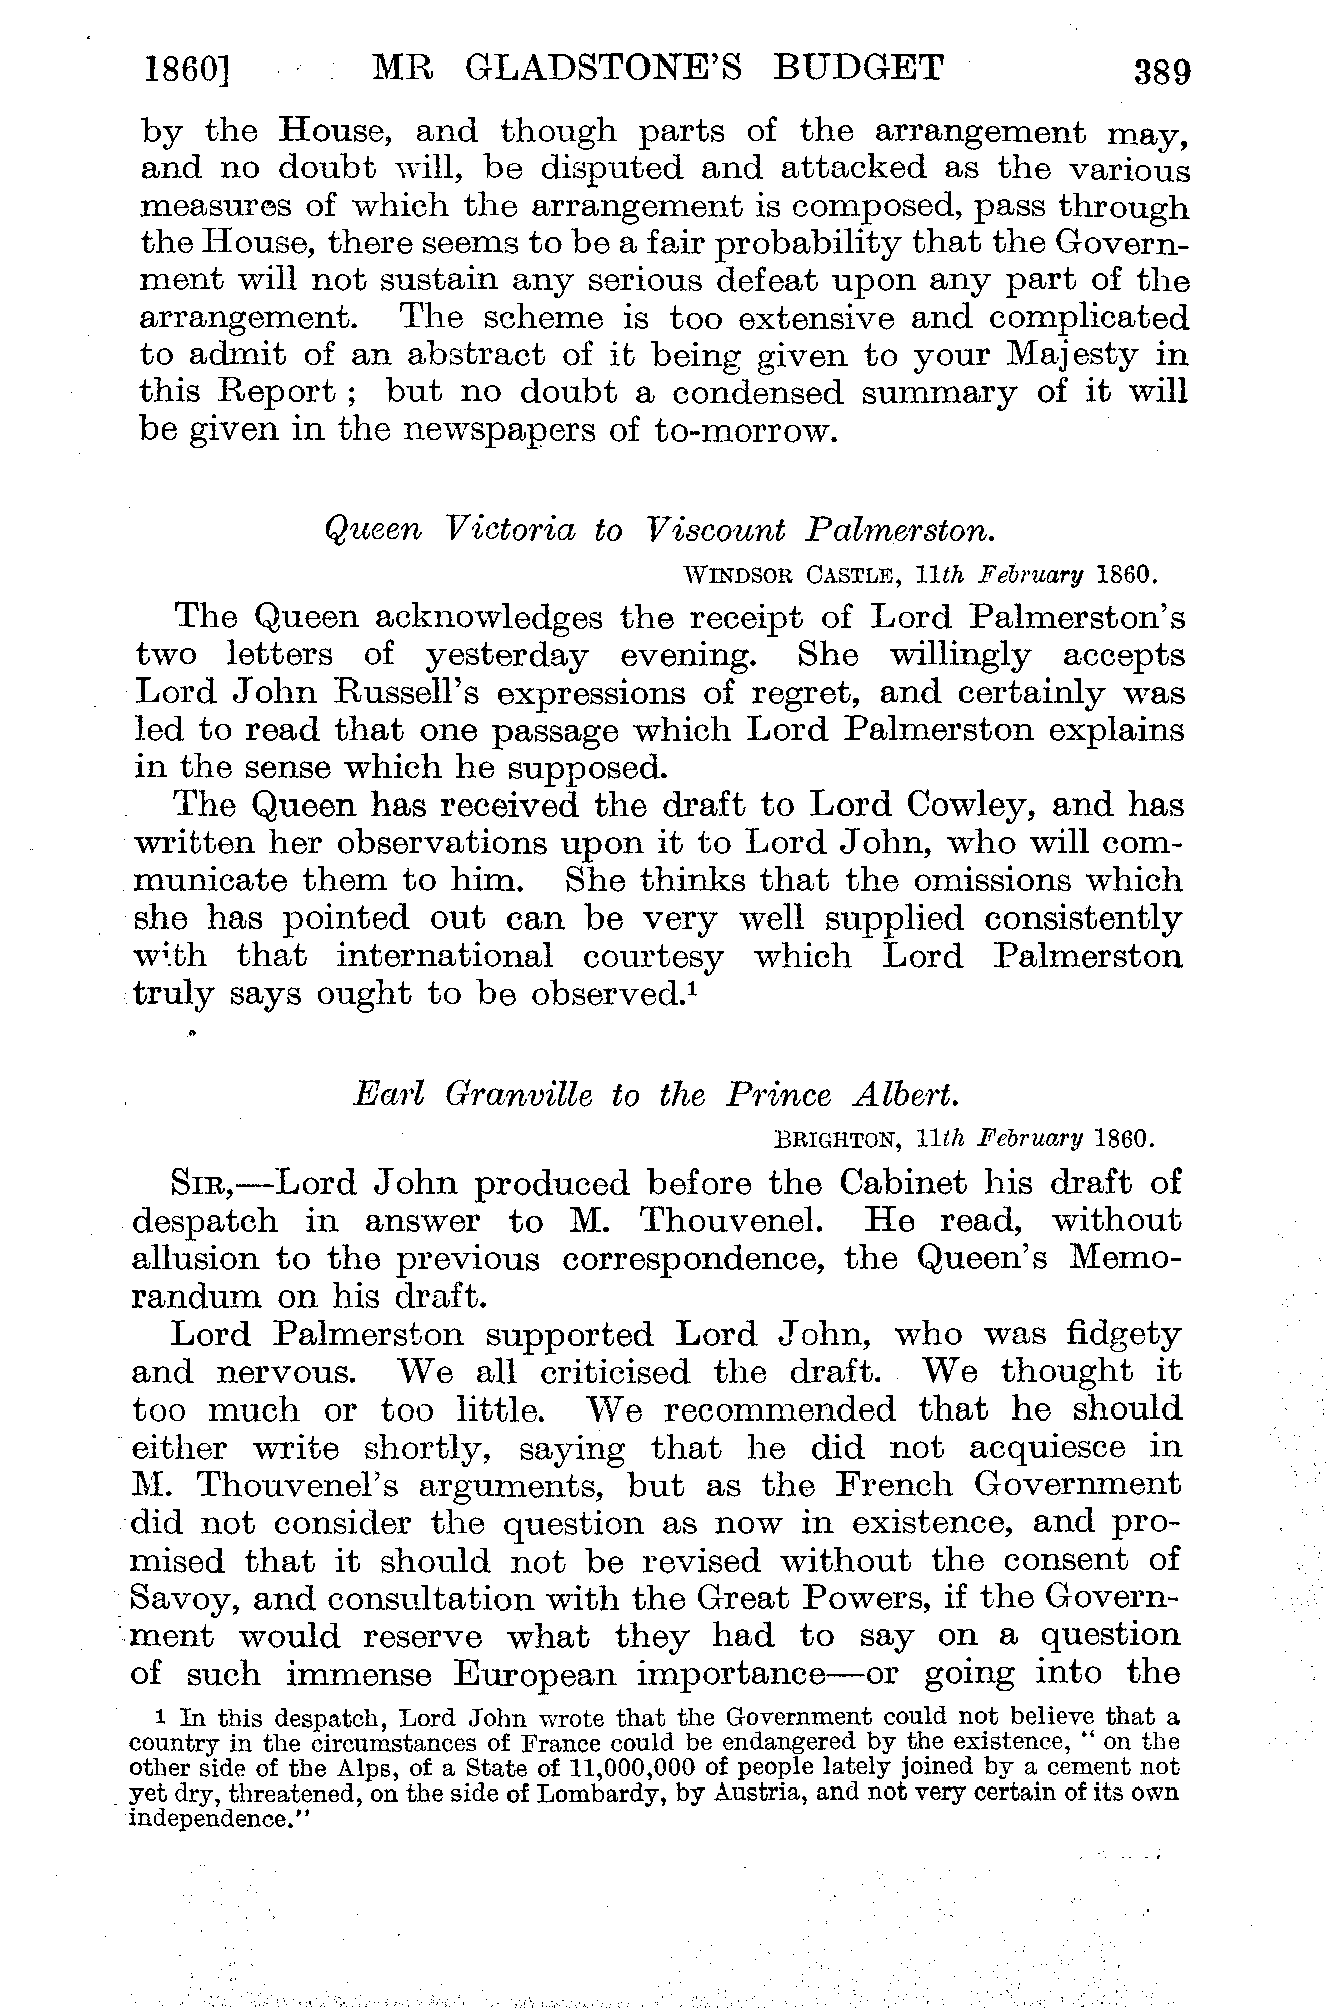 1860] MR GLADSTONE'S BUDGET 389
by the House, and though parts of the arrangement may,
and no doubt will, be disputed and attacked as the various
measures of which the arrangement is composed, pass through
the House, there seems to be a fair probability that the Govern-
ment will not sustain any serious defeat upon any part of the
arrangement. The scheme is too extensive and complicated
to admit of an abstract of it being given to your Majesty in
this Report ; but no doubt a condensed summary of it will
be given in the newspapers of to-morrow.
Queen Victoria to Viscount Palmerston.
WINDSOR CASTLE, 11th February 1860.
The Queen acknowledges the receipt of Lord Palmerston's
two letters of yesterday evening. She willingly accepts
Lord John Russell's expressions of regret, and certainly was
led to read that one passage which Lord Palmerston explains
in the sense which he supposed.
The Queen has received the draft to Lord Cowley, and has
written her observations upon it to Lord John, who will com-
municate them to him. She thinks that the omissions which
she has pointed out can be very well supplied consistently
with that international courtesy which Lord Palmerston
truly says ought to be observed.¹
Earl Granville to the Prince Albert.
BRIGHTON, 11th February 1860.
SIR,—Lord John produced before the Cabinet his draft of
despatch in answer to M. Thouvenel. He read, without
allusion to the previous correspondence, the Queen's Memo-
randum on his draft.
Lord Palmerston supported Lord John, who was fidgety
and nervous. We all criticised the draft. We thought it
too much or too little. We recommended that he should
either write shortly, saying that he did not acquiesce in
M. Thouvenel's arguments, but as the French Government
did not consider the question as now in existence, and pro-
mised that it should not be revised without the consent of
Savoy, and consultation with the Great Powers, if the Govern-
ment would reserve what they had to say on a question
of such immense European importance—or going into the
¹ In this despatch, Lord John wrote that the Government could not believe that a
country in the circumstances of France could be endangered by the existence, " on the
other side of the Alps, of a State of 11,000,000 of people lately joined by a cement not
yet dry, threatened, on the side of Lombardy, by Austria, and not very certain of its own
independence."